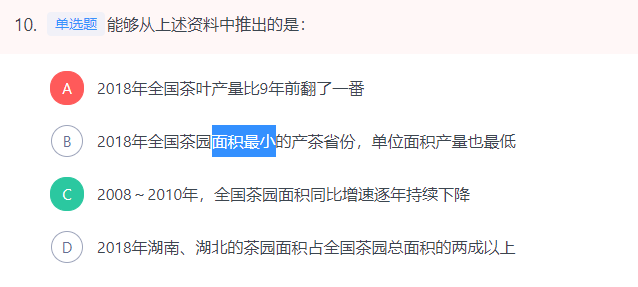 10. 单选题 能够从上述资料中推出的是：
A 2018年全国茶叶产量比9年前翻了一番
B 2018年全国茶园面积最小的产茶省份，单位面积产量也最低
C 2008～2010年，全国茶园面积同比增速逐年持续下降
D 2018年湖南、湖北的茶园面积占全国茶园总面积的两成以上